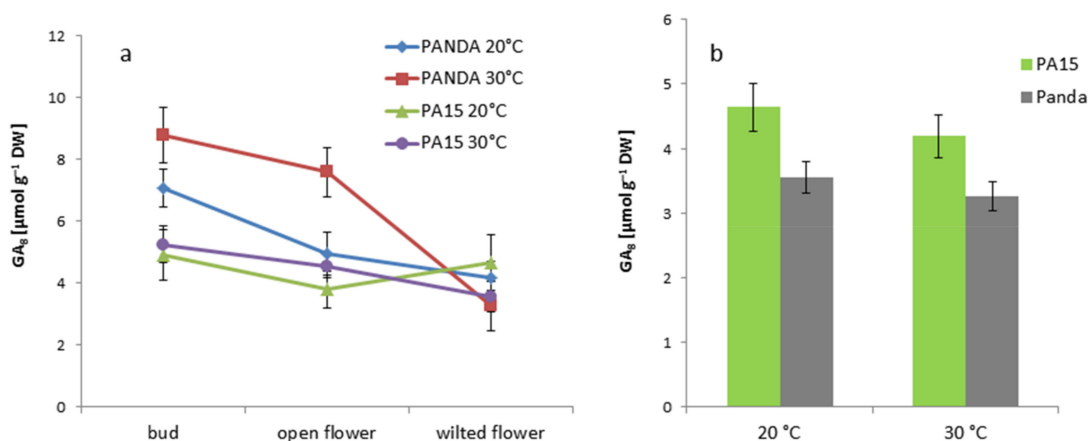 a
PANDA 20°C
PANDA 30°C
PA15 20°C
PA15 30°C
GA₈ [µmol g⁻¹ DW]
12
10
8
6
4
2
0
bud open flower wilted flower
b
PA15
Panda
GA₈ [µmol g⁻¹ DW]
6
5
4
3
2
1
0
20 °C 30 °C